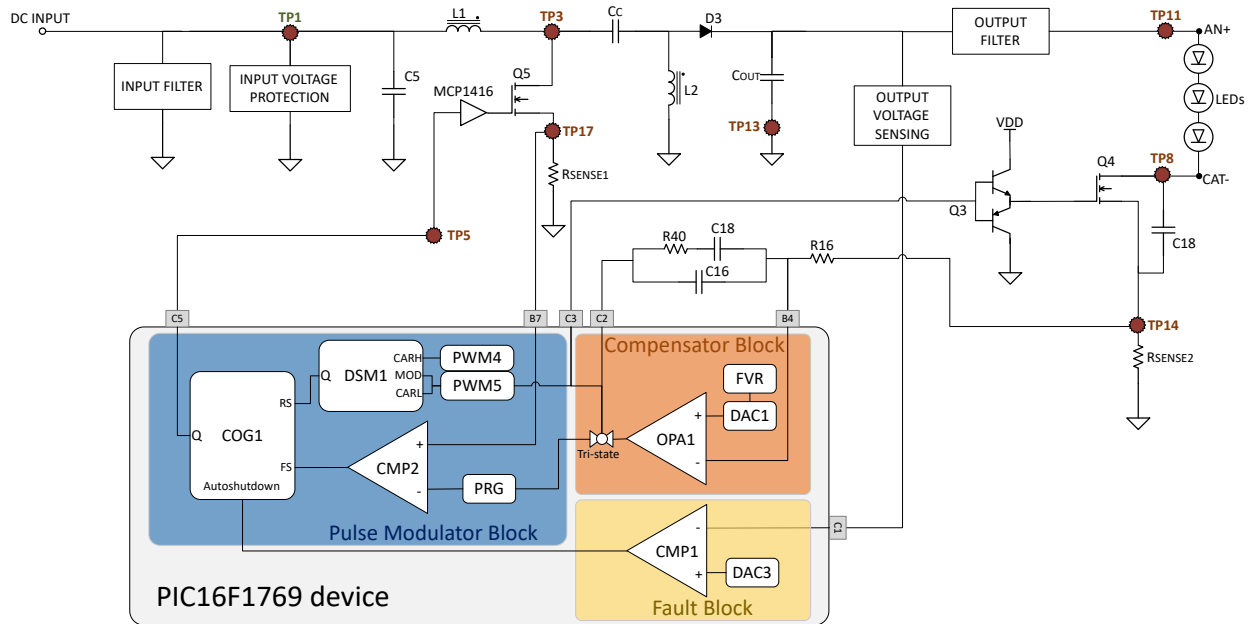 DC INPUT
TP1
L1
TP3
CC
D3
OUTPUT
FILTER
TP11
AN+
INPUT FILTER
INPUT VOLTAGE
PROTECTION
C5
MCP1416
Q5
L2
COUT
OUTPUT
VOLTAGE
SENSING
LEDs
TP17
TP13
VDD
RSENSE1
Q4
TP8
CAT-
Q3
TP5
R40
C18
C16
R16
C18
C5
B7
C3
C2
B4
TP14
Compensator Block
RSENSE2
Q
DSM1
CARH
MOD
CARL
PWM4
PWM5
FVR
DAC1
RS
Q
COG1
FS
Autoshutdown
+
CMP2
-
PRG
Tri-state
+
OPA1
-
Pulse Modulator Block
C1
-
CMP1
+
DAC3
Fault Block
PIC16F1769 device